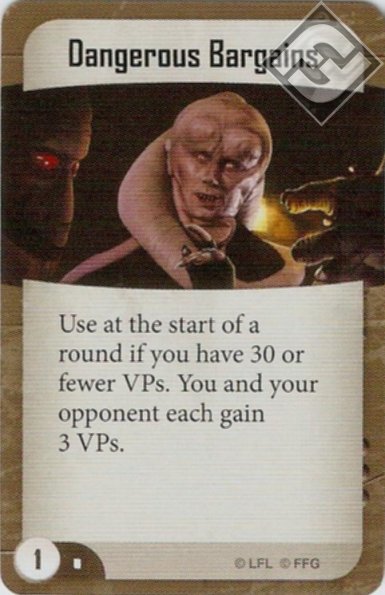 Dangerous Bargains
Use at the start of a
round if you have 30 or
fewer VPs. You and your
opponent each gain
3 VPs.
1
© LFL © FFG